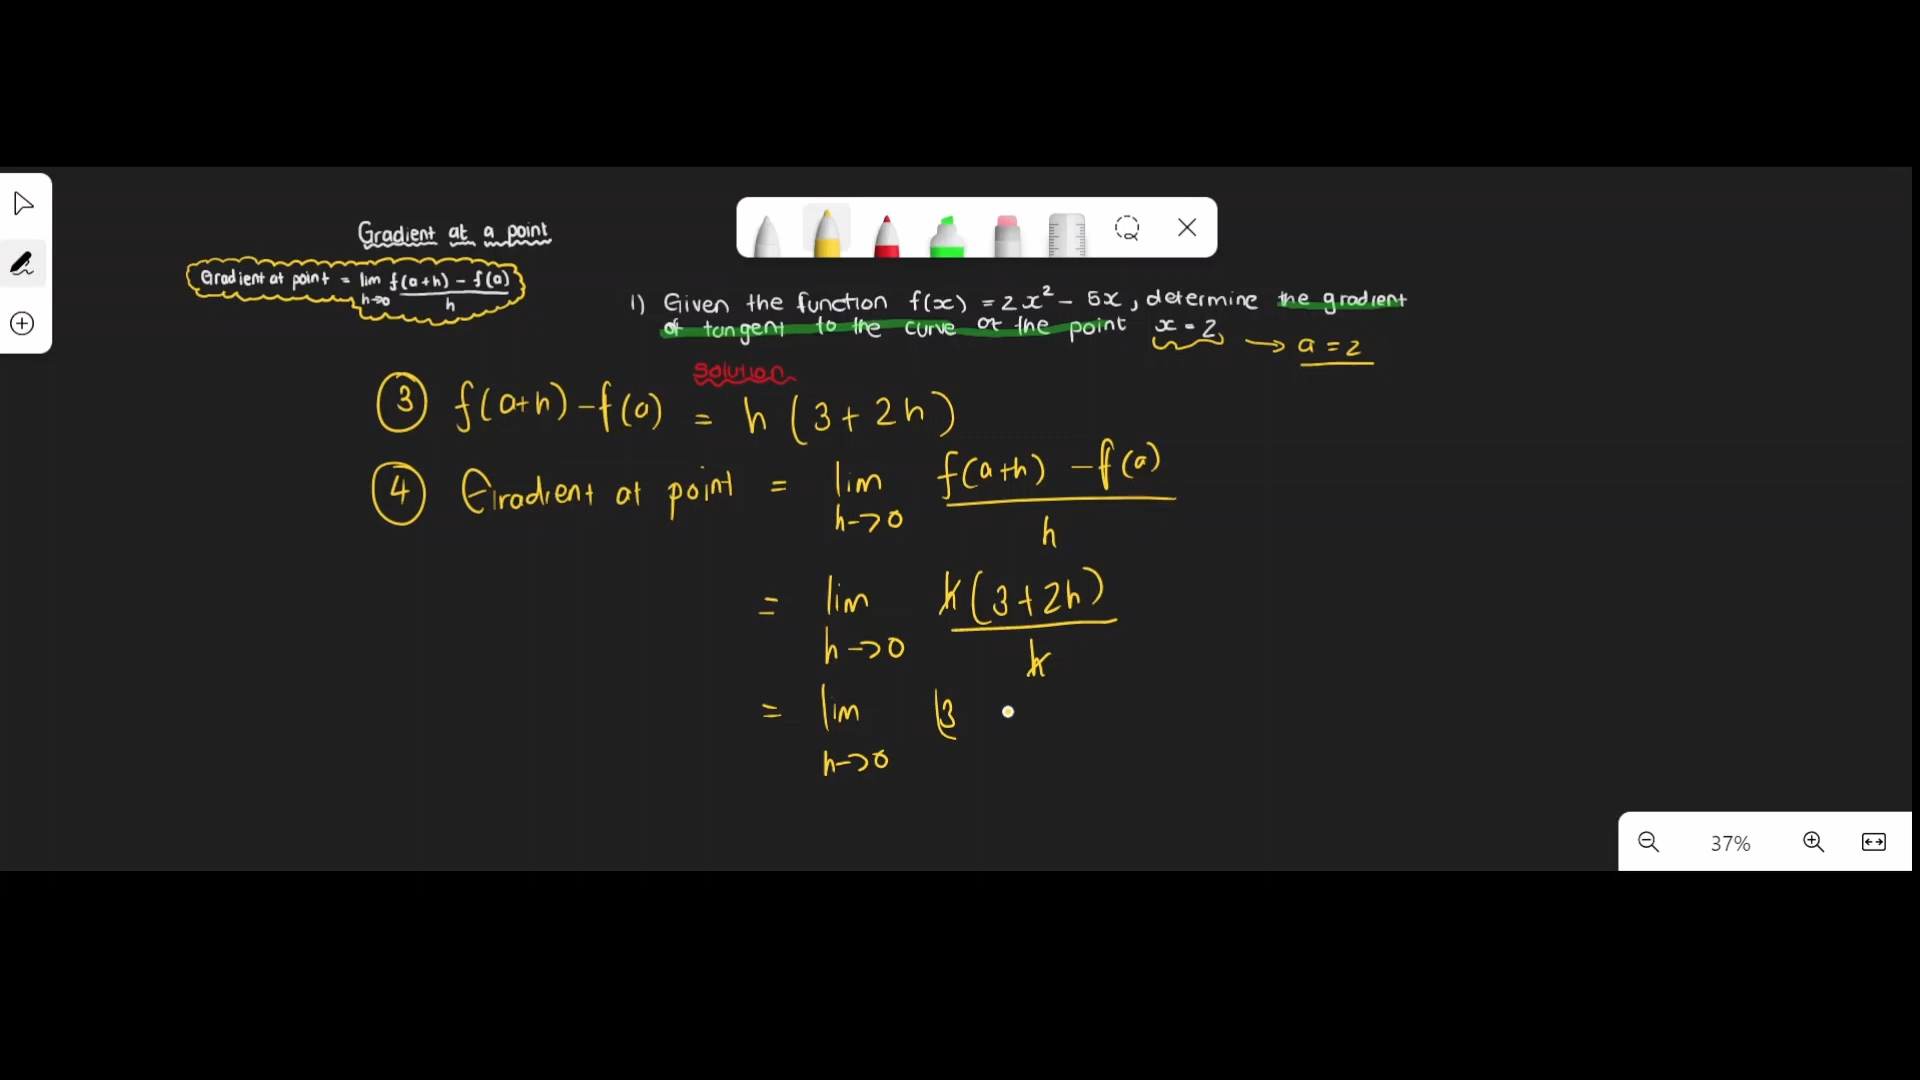 Gradient at a point
Gradient at point = lim h→0 f(a+h) - f(a) / h
1) Given the function f(x) = 2x² - 5x, determine the gradient
of tangent to the curve at the point x = 2 → a = 2
Solution
③ f(a+h) - f(a) = h (3 + 2h)
④ Gradient at point = lim h→0 f(a+h) - f(a) / h
= lim h→0 h(3+2h) / h
= lim h→0 (3
37%